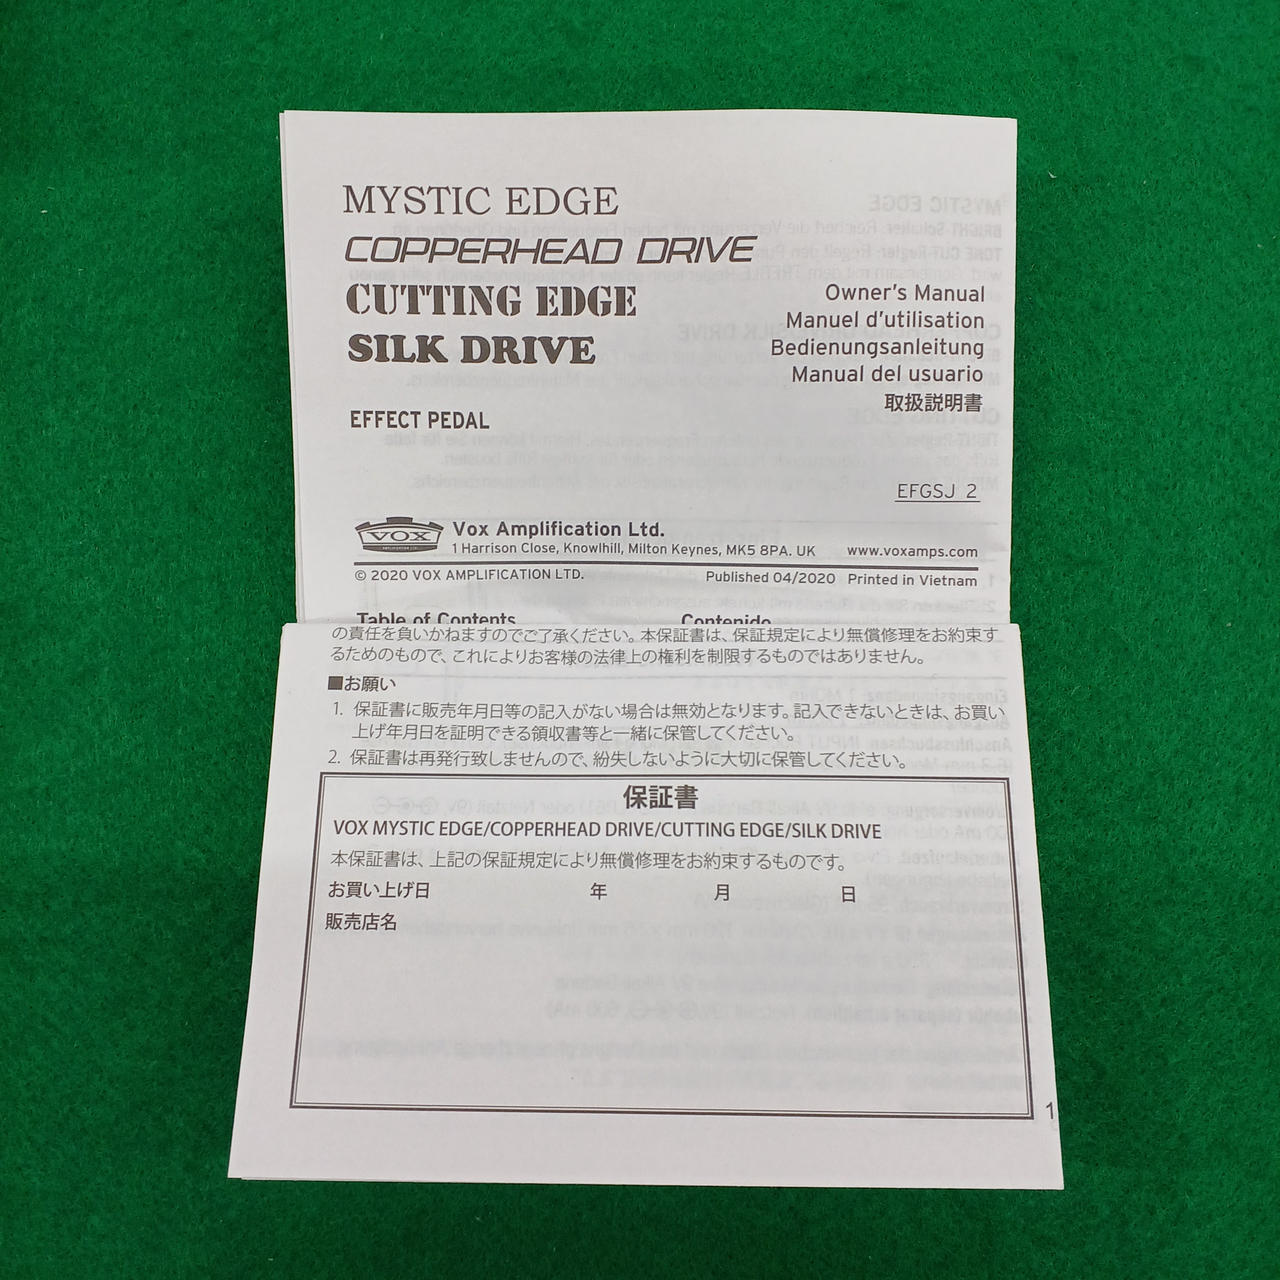 MYSTIC EDGE
COPPERHEAD DRIVE
CUTTING EDGE
SILK DRIVE
EFFECT PEDAL
Owner's Manual
Manuel d'utilisation
Bedienungsanleitung
Manual del usuario
取扱説明書
EFGSJ 2
VOX
Vox Amplification Ltd.
1 Harrison Close, Knowlhill, Milton Keynes, MK5 8PA. UK www.voxamps.com
© 2020 VOX AMPLIFICATION LTD. Published 04/2020 Printed in Vietnam
Table of Contents Contenido
の責任を負いかねますのでご了承ください。本保証書は、保証規定により無償修理をお約束す
るためのもので、これによりお客様の法律上の権利を制限するものではありません。
■お願い
1. 保証書に販売年月日等の記入がない場合は無効となります。記入できないときは、お買い
上げ年月日を証明できる領収書等と一緒に保管してください。
2. 保証書は再発行致しませんので、紛失しないように大切に保管してください。
保証書
VOX MYSTIC EDGE/COPPERHEAD DRIVE/CUTTING EDGE/SILK DRIVE
本保証書は、上記の保証規定により無償修理をお約束するものです。
お買い上げ日 年 月 日
販売店名
1